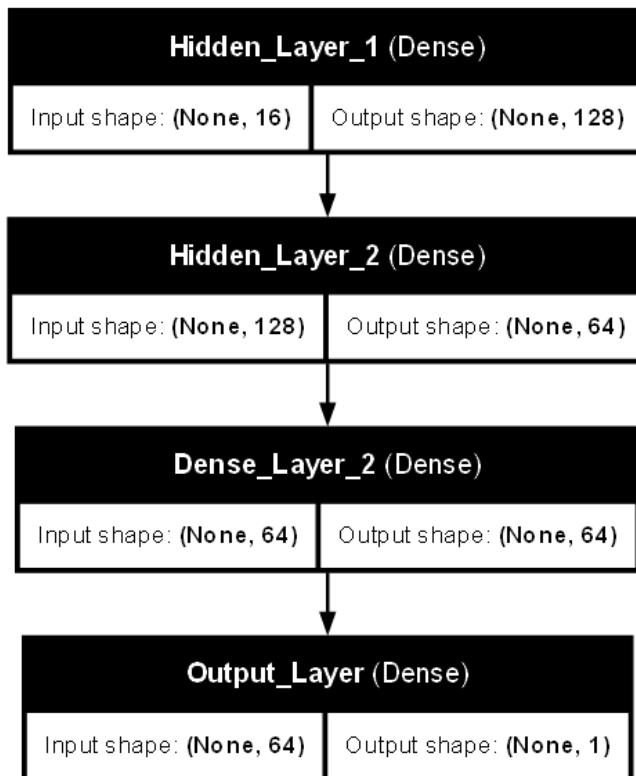 Hidden_Layer_1 (Dense)
Input shape: (None, 16) Output shape: (None, 128)
Hidden_Layer_2 (Dense)
Input shape: (None, 128) Output shape: (None, 64)
Dense_Layer_2 (Dense)
Input shape: (None, 64) Output shape: (None, 64)
Output_Layer (Dense)
Input shape: (None, 64) Output shape: (None, 1)